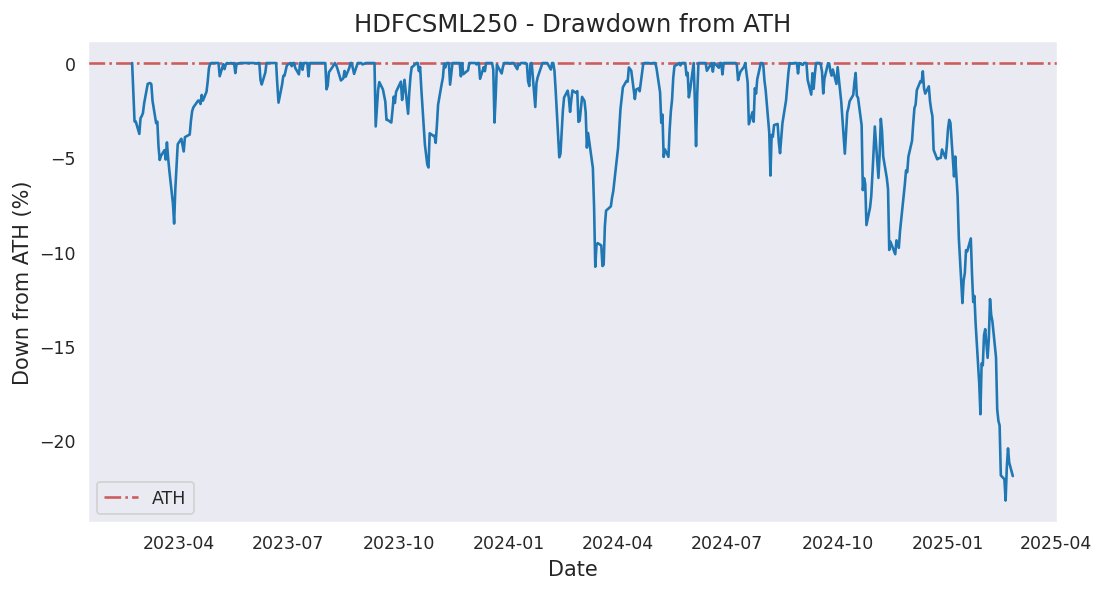 HDFCSML250 - Drawdown from ATH
Down from ATH (%)
0
−5
−10
−15
−20
ATH
2023-04 2023-07 2023-10 2024-01 2024-04 2024-07 2024-10 2025-01 2025-04
Date